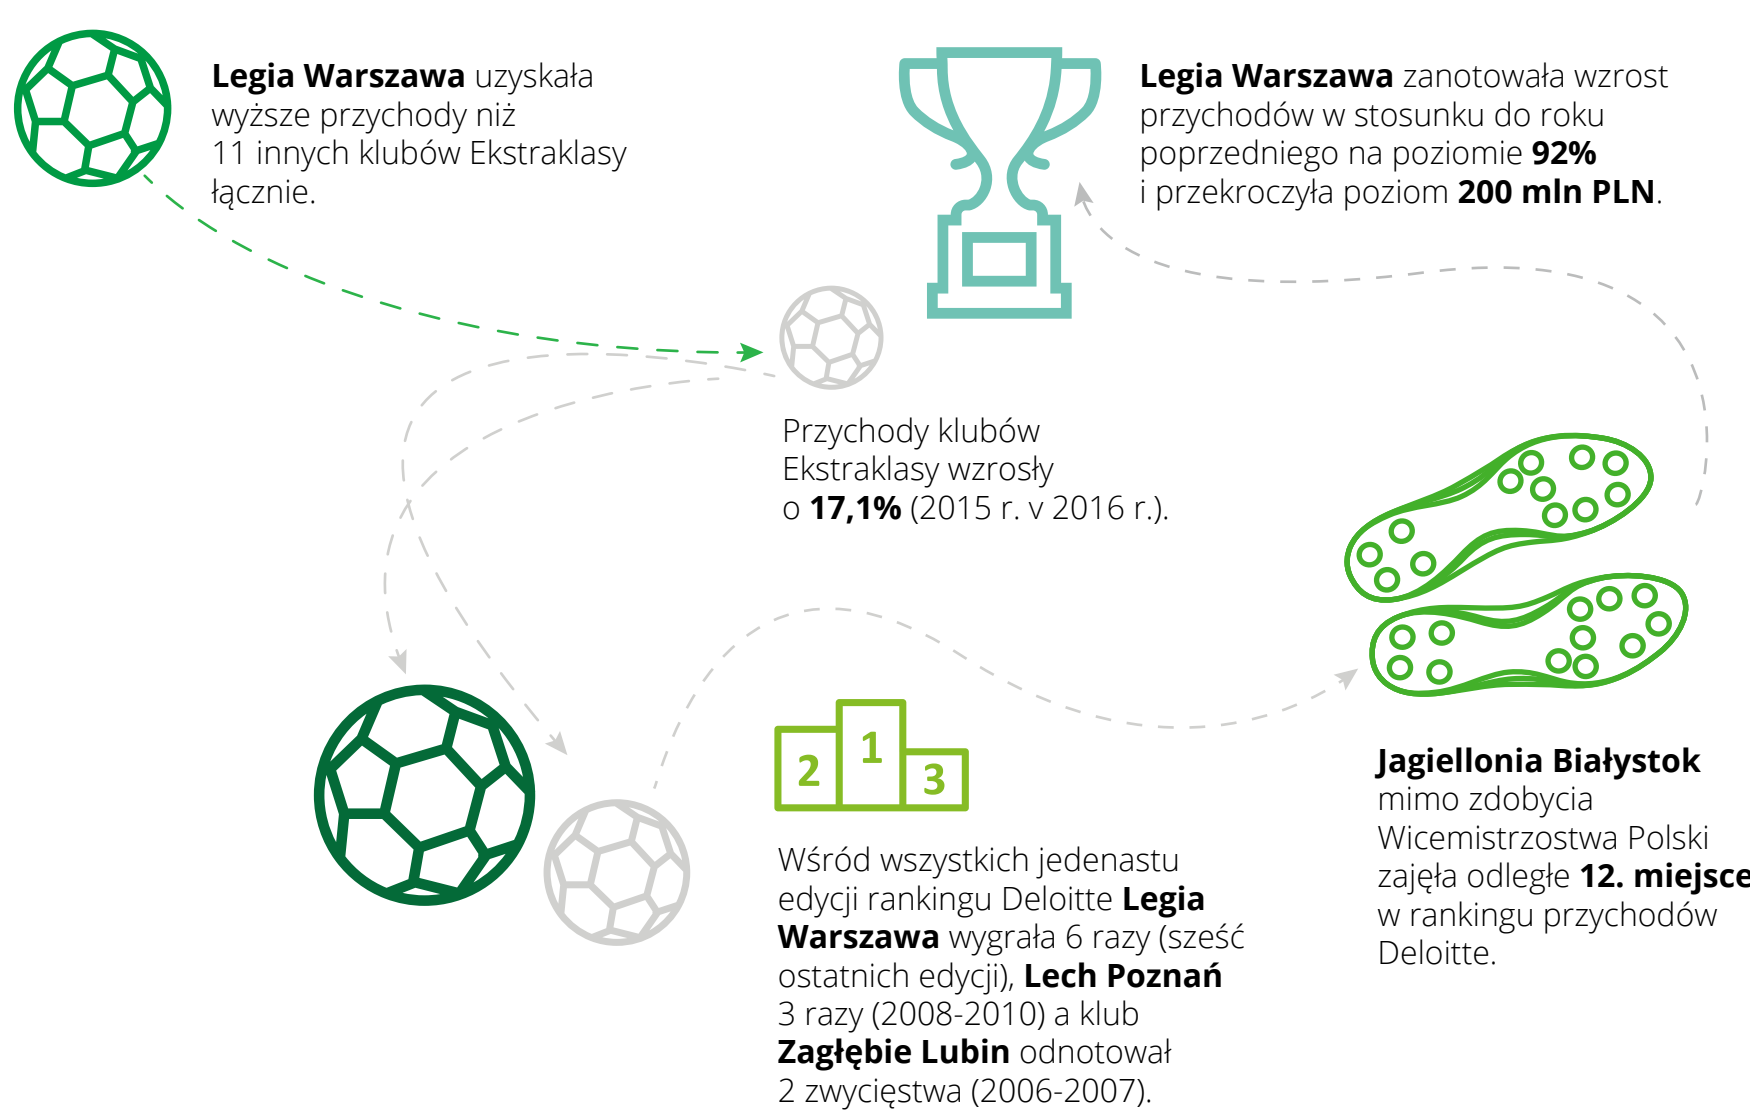 Legia Warszawa uzyskała
wyższe przychody niż
11 innych klubów Ekstraklasy
łącznie.
Legia Warszawa zanotowała wzrost
przychodów w stosunku do roku
poprzedniego na poziomie 92%
i przekroczyła poziom 200 mln PLN.
Przychody klubów
Ekstraklasy wzrosły
o 17,1% (2015 r. v 2016 r.).
2 1 3
Wśród wszystkich jedenastu
edycji rankingu Deloitte Legia
Warszawa wygrała 6 razy (sześć
ostatnich edycji), Lech Poznań
3 razy (2008-2010) a klub
Zagłębie Lubin odnotował
2 zwycięstwa (2006-2007).
Jagiellonia Białystok
mimo zdobycia
Wicemistrzostwa Polski
zajęła odległe 12. miejsce
w rankingu przychodów
Deloitte.